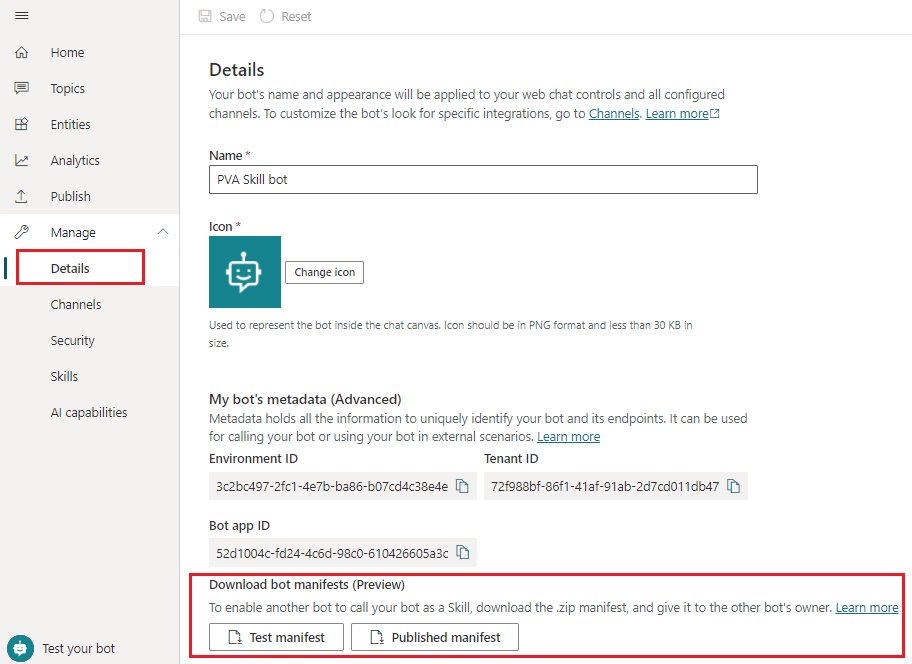 Save
Reset
Home
Topics
Entities
Analytics
Publish
Manage
Details
Channels
Security
Skills
AI capabilities
Test your bot
Details
Your bot's name and appearance will be applied to your web chat controls and all configured
channels. To customize the bot's look for specific integrations, go to Channels. Learn more
Name *
PVA Skill bot
Icon *
Change icon
Used to represent the bot inside the chat canvas. Icon should be in PNG format and less than 30 KB in
size.
My bot's metadata (Advanced)
Metadata holds all the information to uniquely identify your bot and its endpoints. It can be used
for calling your bot or using your bot in external scenarios. Learn more
Environment ID
3c2bc497-2fc1-4e7b-ba86-b07cd4c38e4e
Tenant ID
72f988bf-86f1-41af-91ab-2d7cd011db47
Bot app ID
52d1004c-fd24-4c6d-98c0-610426605a3c
Download bot manifests (Preview)
To enable another bot to call your bot as a Skill, download the .zip manifest, and give it to the other bot's owner. Learn more
Test manifest
Published manifest